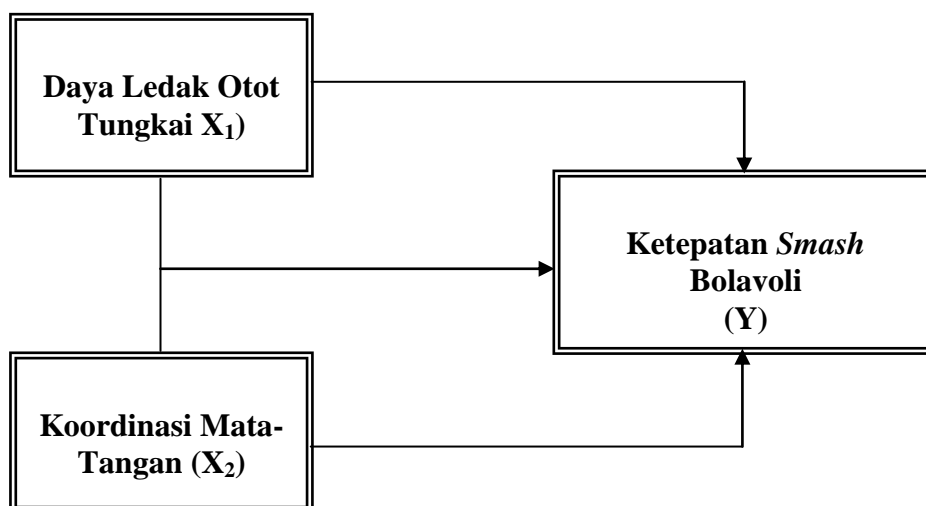 Daya Ledak Otot
Tungkai X₁)
Ketepatan Smash
Bolavoli
(Y)
Koordinasi Mata-
Tangan (X₂)